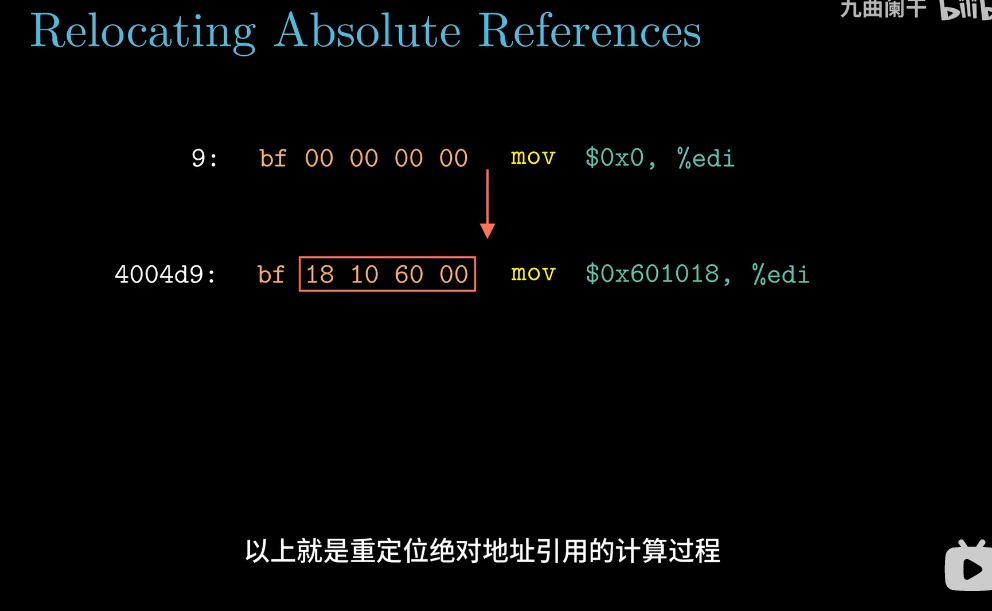 Relocating Absolute References
九曲阑干 bilib
9: bf 00 00 00 00 mov $0x0, %edi
4004d9: bf 18 10 60 00 mov $0x601018, %edi
以上就是重定位绝对地址引用的计算过程